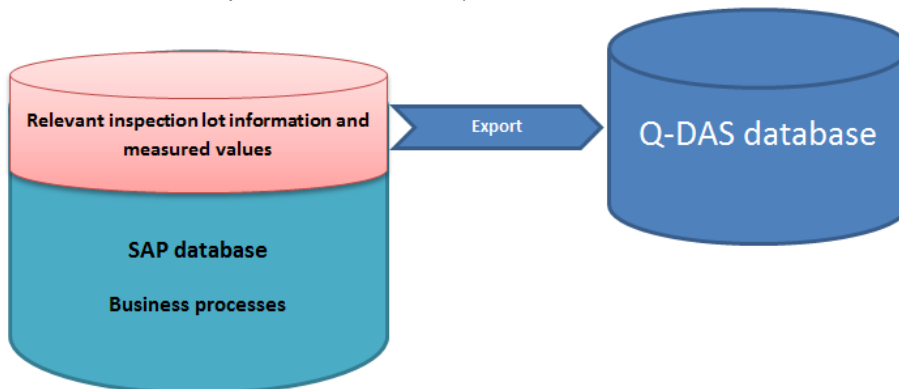 Relevant inspection lot information and
measured values
Export
Q-DAS database
SAP database
Business processes